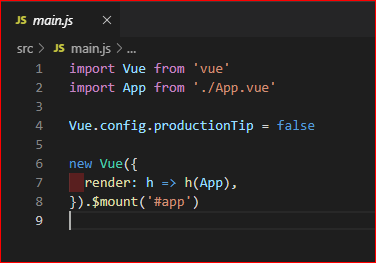 JS main.js ×
src > JS main.js > ...
1 import Vue from 'vue'
2 import App from './App.vue'
3
4 Vue.config.productionTip = false
5
6 new Vue({
7   render: h => h(App),
8 }).$mount('#app')
9